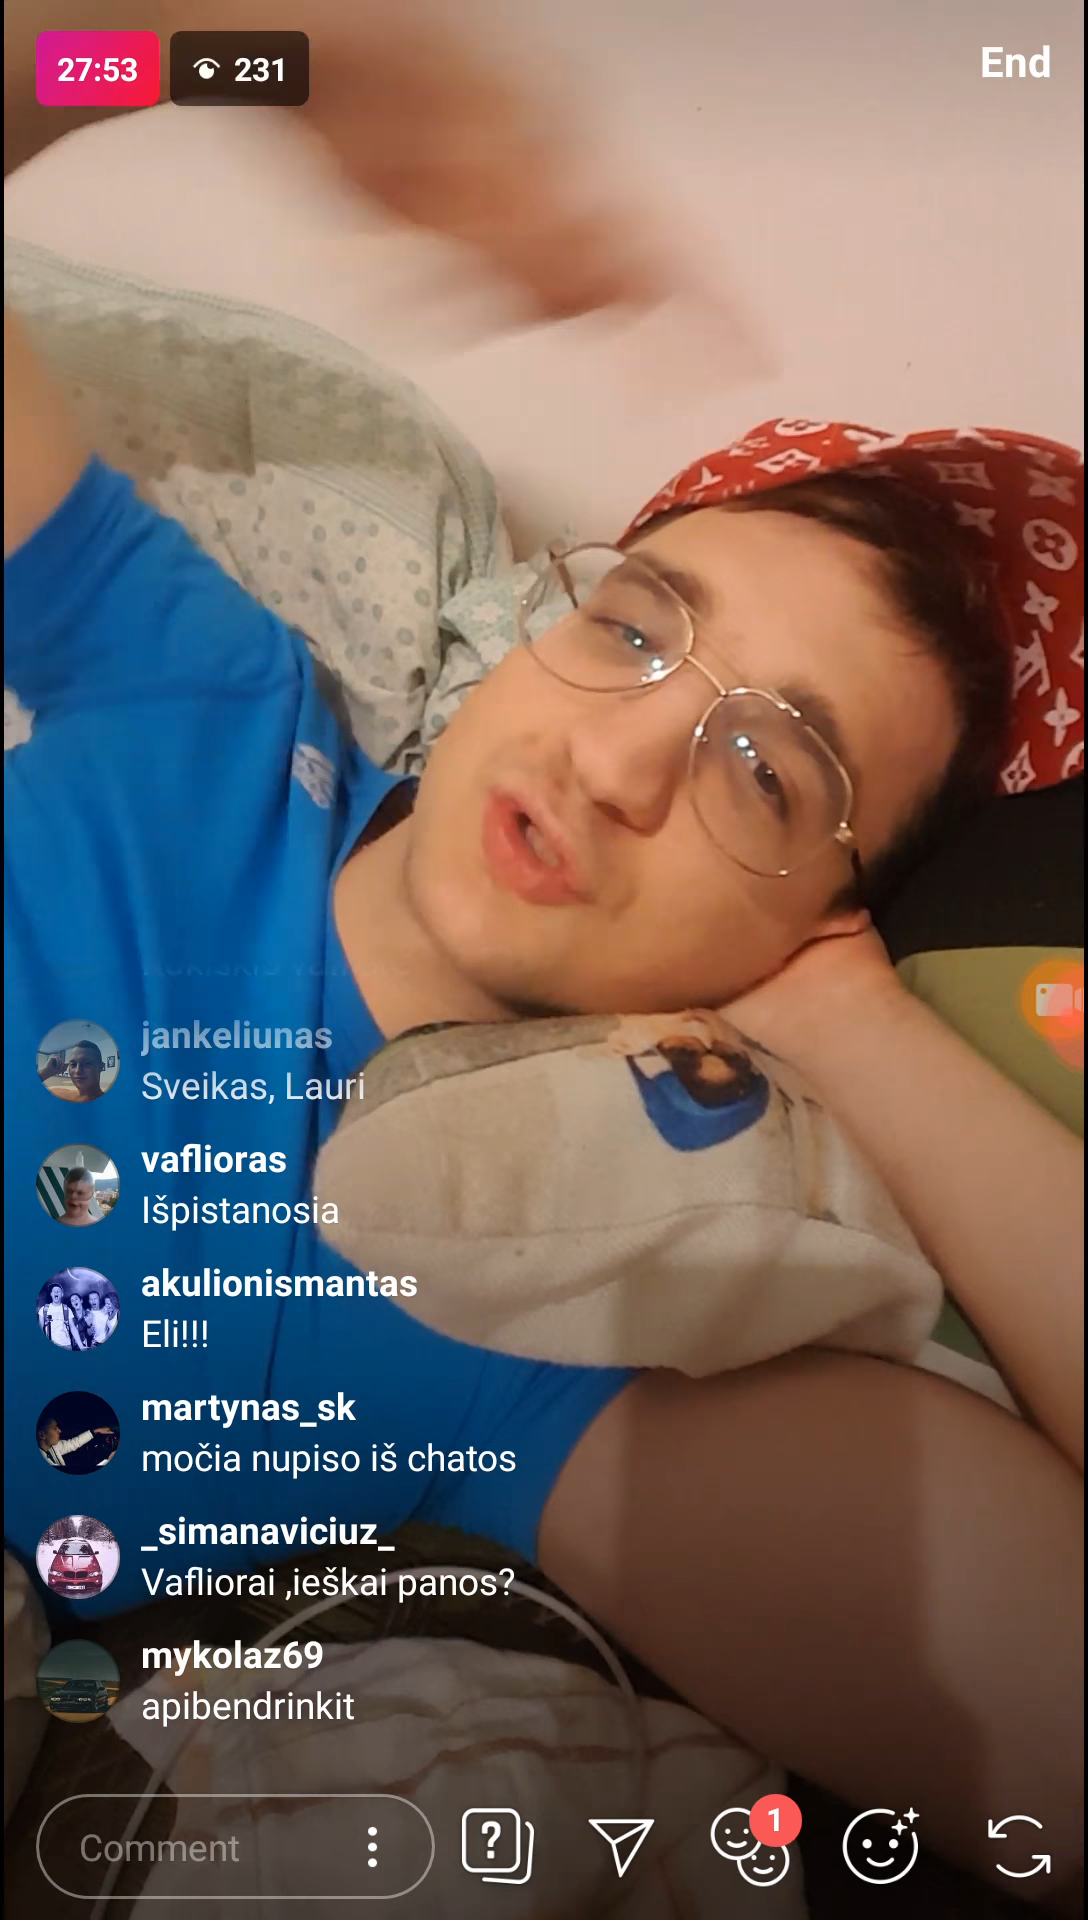 27:53
231
End
jankeliunas
Sveikas, Lauri
vaflioras
Išpistanosia
akulionismantas
Eli!!!
martynas_sk
močia nupiso iš chatos
_simanaviciuz_
Vafliorai ,ieškai panos?
mykolaz69
apibendrinkit
Comment
1